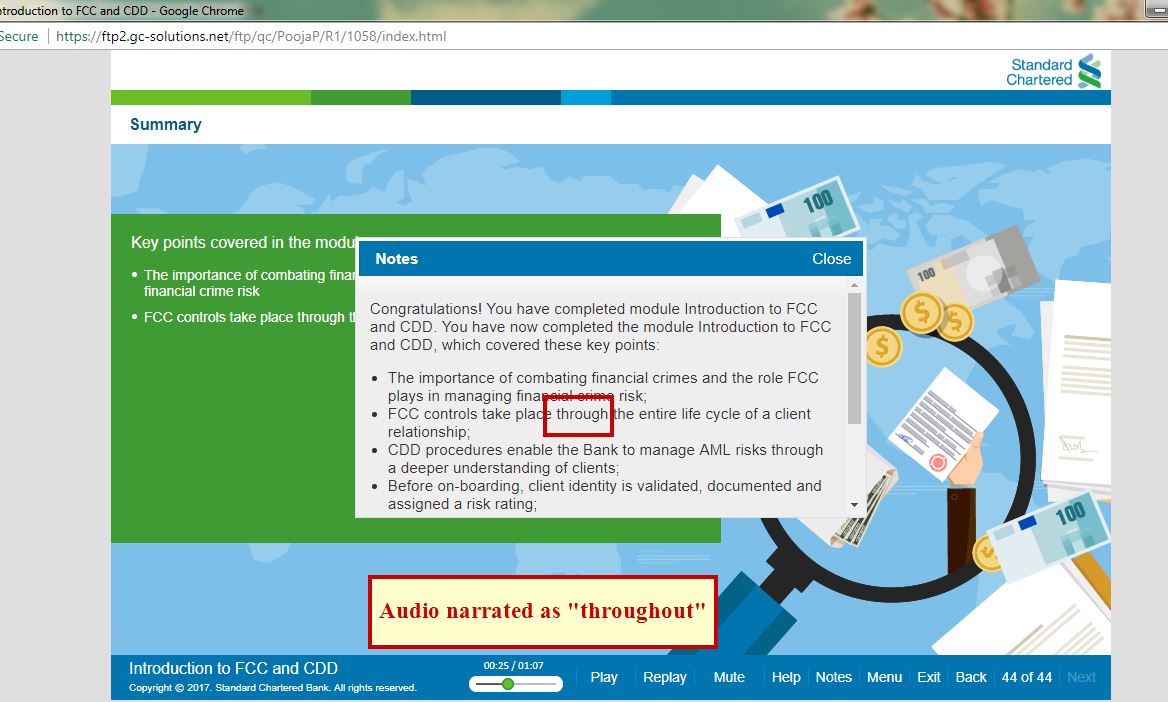 ntroduction to FCC and CDD - Google Chrome
Secure | https://ftp2.gc-solutions.net/ftp/qc/PoojaP/R1/1058/index.html
Standard
Chartered
Summary
100
100
Key points covered in the modu
• The importance of combating finan
financial crime risk
• FCC controls take place through t
Notes
Close
Congratulations! You have completed module Introduction to FCC
and CDD. You have now completed the module Introduction to FCC
and CDD, which covered these key points:
• The importance of combating financial crimes and the role FCC
plays in managing financial crime risk;
• FCC controls take place through the entire life cycle of a client
relationship;
• CDD procedures enable the Bank to manage AML risks through
a deeper understanding of clients;
• Before on-boarding, client identity is validated, documented and
assigned a risk rating;
$
$
$
100
Audio narrated as "throughout"
Introduction to FCC and CDD
Copyright © 2017. Standard Chartered Bank. All rights reserved.
00:25 / 01:07
Play
Replay
Mute
Help
Notes
Menu
Exit
Back
44 of 44
Next